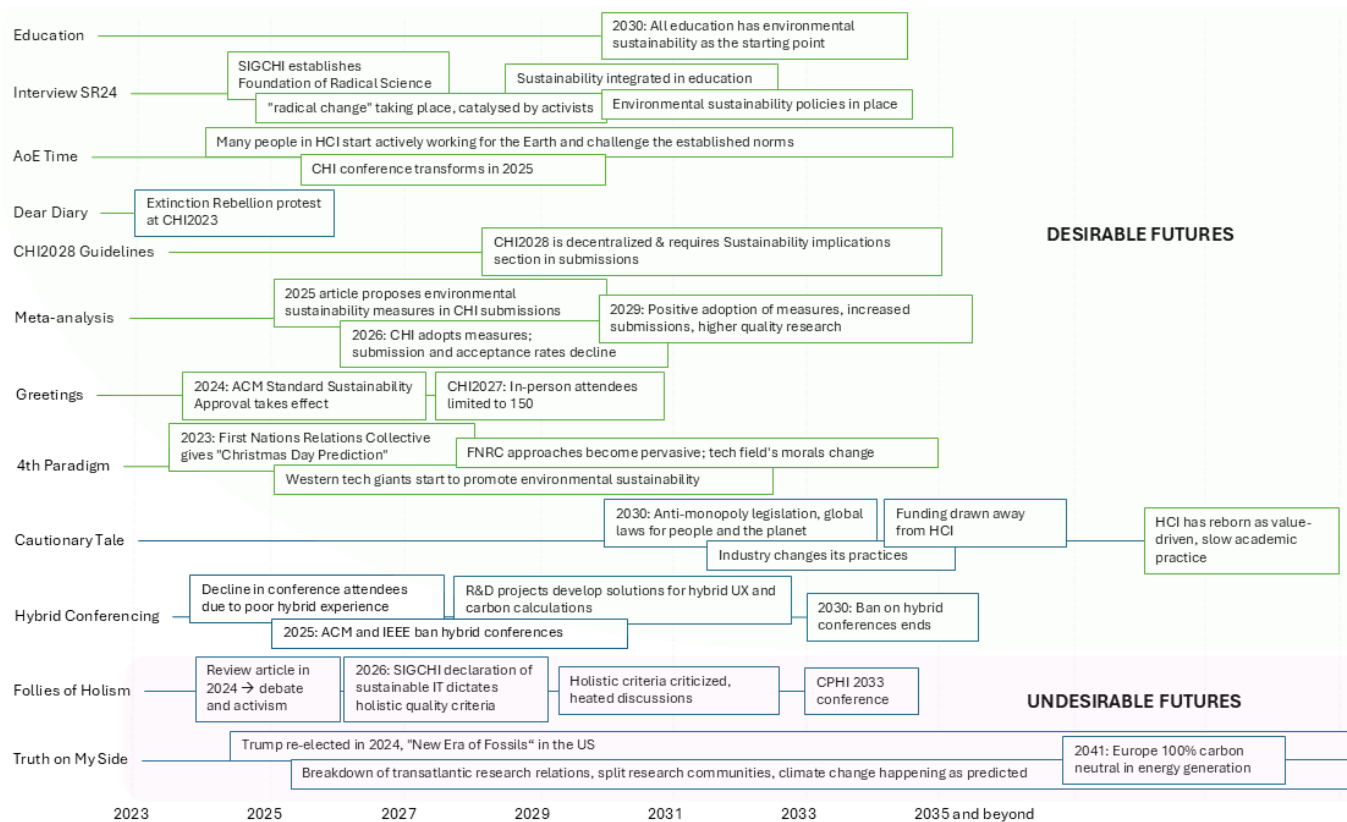 Education
2030: All education has environmental
sustainability as the starting point
Interview SR24
SIGCHI establishes
Foundation of Radical Science
"radical change" taking place, catalysed by activists
Sustainability integrated in education
Environmental sustainability policies in place
AoE Time
Many people in HCI start actively working for the Earth and challenge the established norms
CHI conference transforms in 2025
Dear Diary
Extinction Rebellion protest
at CHI2023
DESIRABLE FUTURES
CHI2028 Guidelines
CHI2028 is decentralized & requires Sustainability implications
section in submissions
Meta-analysis
2025 article proposes environmental
sustainability measures in CHI submissions
2026: CHI adopts measures;
submission and acceptance rates decline
2029: Positive adoption of measures, increased
submissions, higher quality research
Greetings
2024: ACM Standard Sustainability
Approval takes effect
CHI2027: In-person attendees
limited to 150
4th Paradigm
2023: First Nations Relations Collective
gives "Christmas Day Prediction"
FNRC approaches become pervasive; tech field's morals change
Western tech giants start to promote environmental sustainability
Cautionary Tale
2030: Anti-monopoly legislation, global
laws for people and the planet
Industry changes its practices
Funding drawn away
from HCI
HCI has reborn as value-
driven, slow academic
practice
Hybrid Conferencing
Decline in conference attendees
due to poor hybrid experience
2025: ACM and IEEE ban hybrid conferences
R&D projects develop solutions for hybrid UX and
carbon calculations
2030: Ban on hybrid
conferences ends
Follies of Holism
Review article in
2024 → debate
and activism
2026: SIGCHI declaration of
sustainable IT dictates
holistic quality criteria
Holistic criteria criticized,
heated discussions
CPHI 2033
conference
UNDESIRABLE FUTURES
Truth on My Side
Trump re-elected in 2024, "New Era of Fossils“ in the US
Breakdown of transatlantic research relations, split research communities, climate change happening as predicted
2041: Europe 100% carbon
neutral in energy generation
2023 2025 2027 2029 2031 2033 2035 and beyond